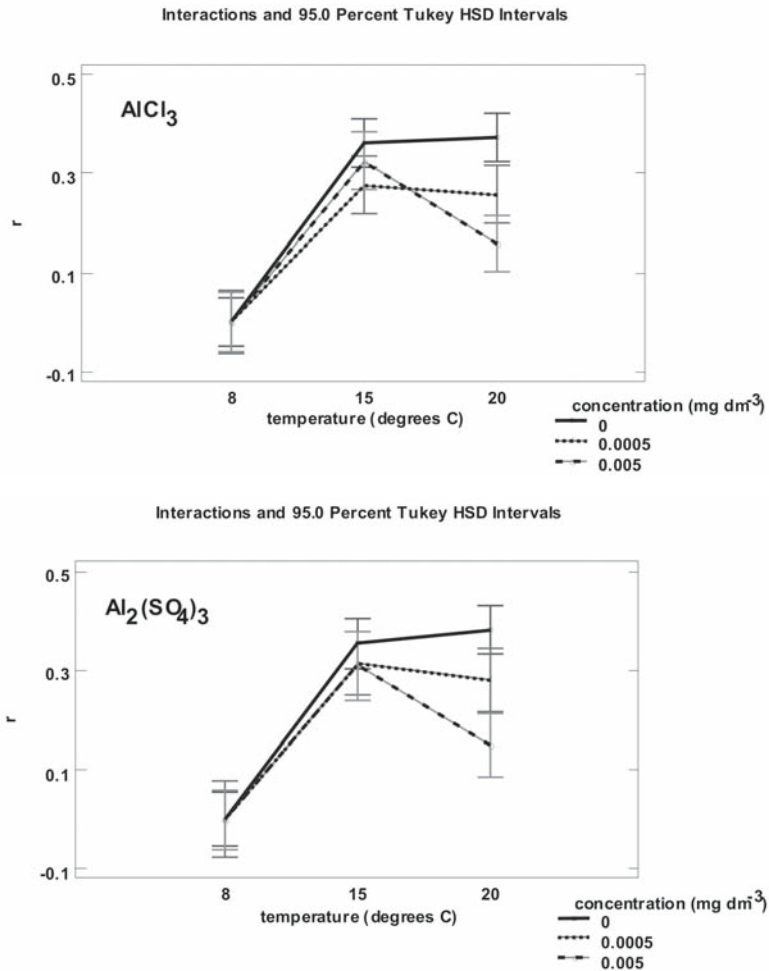 Interactions and 95.0 Percent Tukey HSD Intervals
0.5
AlCl3
0.3
r
0.1
-0.1
8 15 20
temperature (degrees C)
concentration (mg dm-3)
0
0.0005
0.005
Interactions and 95.0 Percent Tukey HSD Intervals
0.5
Al2(SO4)3
0.3
r
0.1
-0.1
8 15 20
temperature (degrees C)
concentration (mg dm-3)
0
0.0005
0.005